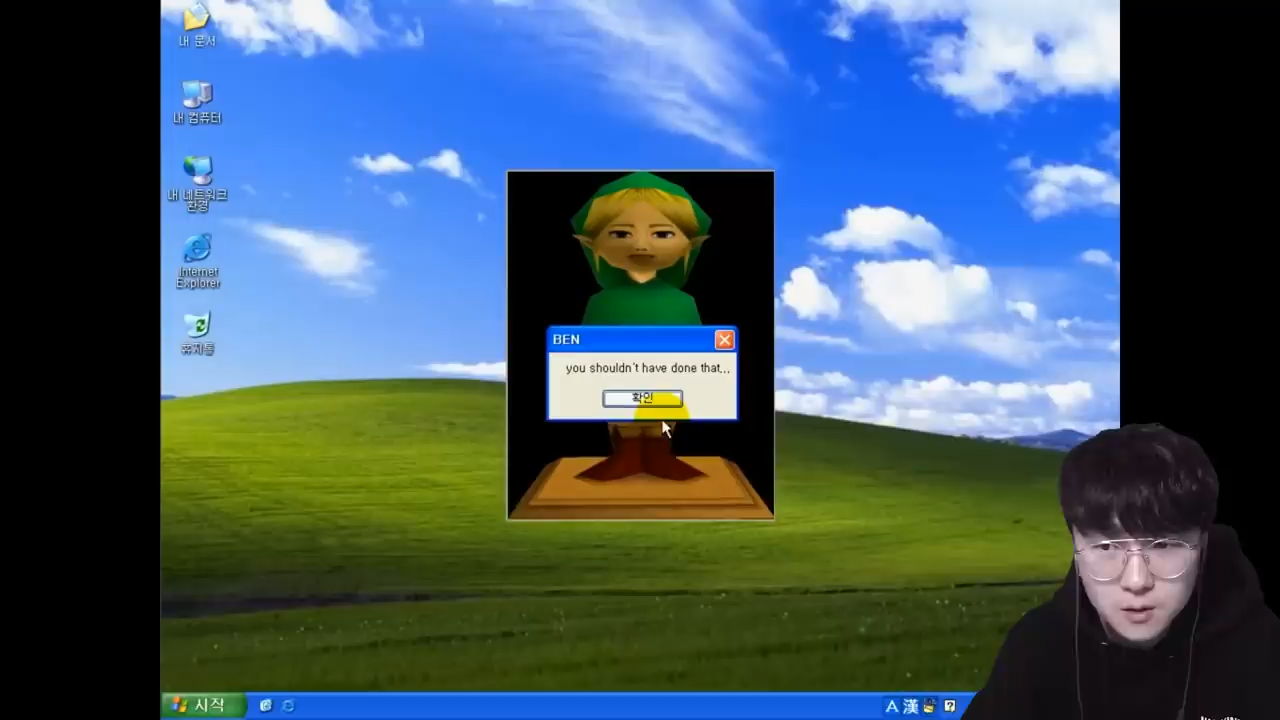 내 문서
내 컴퓨터
내 네트워크
환경
Internet
Explorer
휴지통
BEN
you shouldn't have done that,,,
확인
시작
A 漢
?